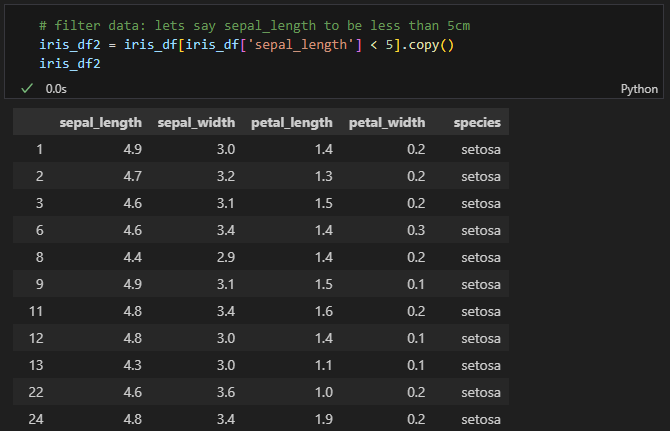 # filter data: lets say sepal_length to be less than 5cm
iris_df2 = iris_df[iris_df['sepal_length'] < 5].copy()
iris_df2
0.0s Python
sepal_length sepal_width petal_length petal_width species
1 4.9 3.0 1.4 0.2 setosa
2 4.7 3.2 1.3 0.2 setosa
3 4.6 3.1 1.5 0.2 setosa
6 4.6 3.4 1.4 0.3 setosa
8 4.4 2.9 1.4 0.2 setosa
9 4.9 3.1 1.5 0.1 setosa
11 4.8 3.4 1.6 0.2 setosa
12 4.8 3.0 1.4 0.1 setosa
13 4.3 3.0 1.1 0.1 setosa
22 4.6 3.6 1.0 0.2 setosa
24 4.8 3.4 1.9 0.2 setosa